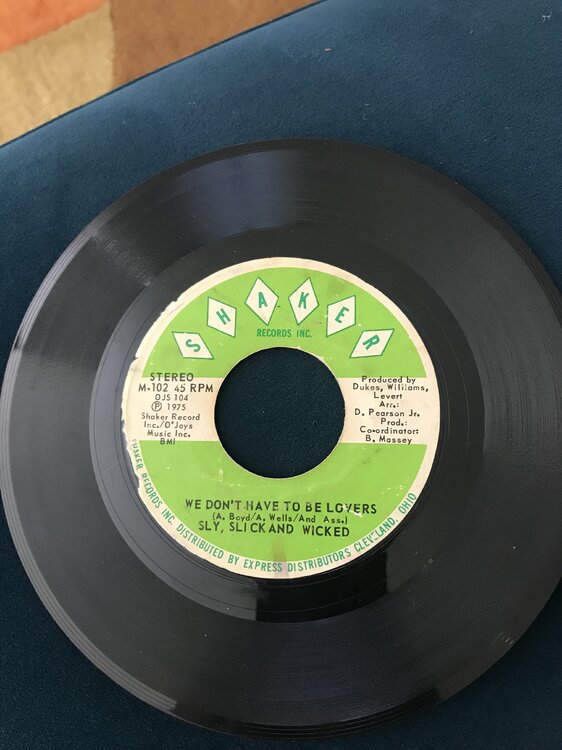 SHAKER
RECORDS INC.
STEREO
M-102 45 RPM
OJS 104
Ⓟ 1975
Shaker Record
Inc./O'Jays
Music Inc.
BMI
Produced by
Dukes, Wililams,
Levert
Arr.:
D. Pearson Jr.
Prod.:
Co-ordinator:
B. Massey
WE DON'T HAVE TO BE LOVERS
(A. Boyd/A. Wells/And Ass.)
SLY, SLICK AND WICKED
SHAKER RECORDS INC. DISTRIBUTED BY EXPRESS DISTRIBUTORS CLEVELAND, OHIO